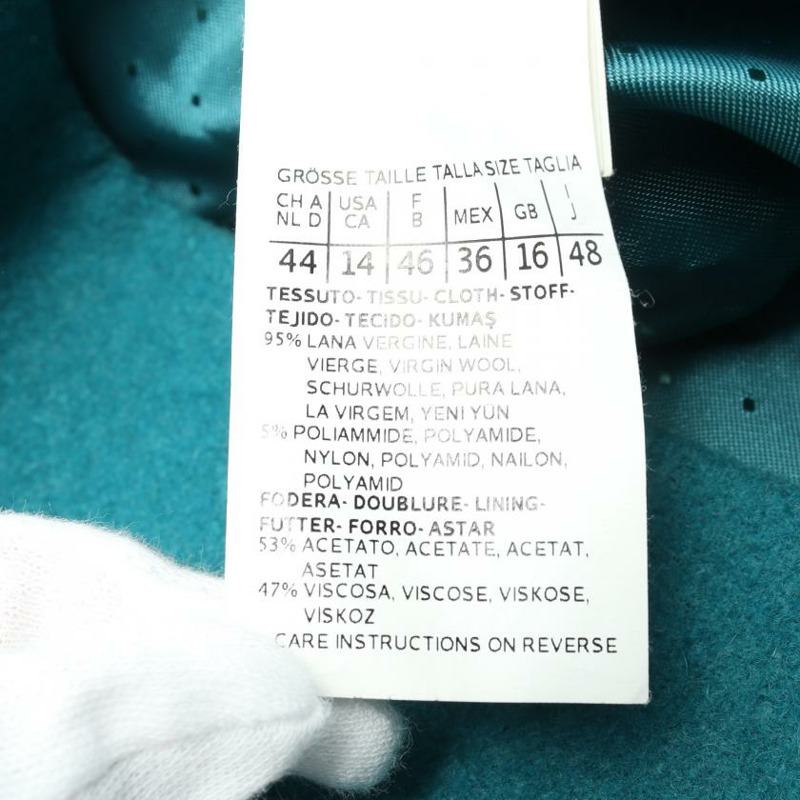 GRÖSSE TAILLE TALLA SIZE TAGLIA
CH A USA F MEX GB I
NL D CA B J
44 14 46 36 16 48
TESSUTO- TISSU- CLOTH- STOFF-
TEJIDO- TECIDO- KUMAŞ
95% LANA VERGINE, LAINE
VIERGE, VIRGIN WOOL,
SCHURWOLLE, PURA LANA,
LA VIRGEM, YENI YÜN
5% POLIAMMIDE, POLYAMIDE,
NYLON, POLYAMID, NAILON,
POLYAMID
FODERA- DOUBLURE- LINING-
FUTTER- FORRO- ASTAR
53% ACETATO, ACETATE, ACETAT,
ASETAT
47% VISCOSA, VISCOSE, VISKOSE,
VISKOZ
CARE INSTRUCTIONS ON REVERSE